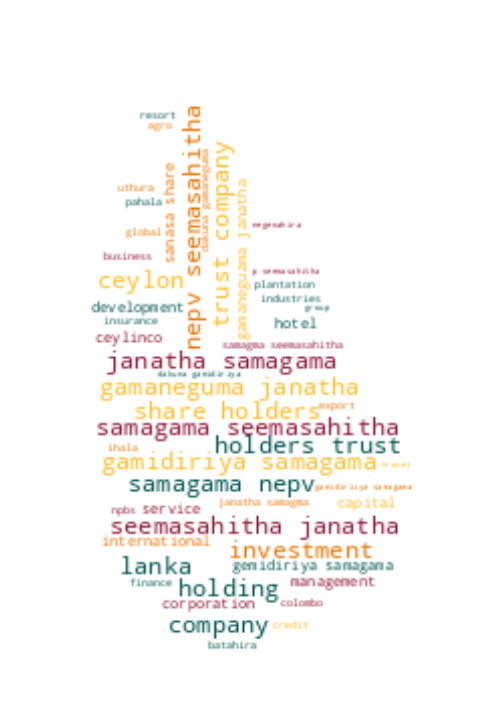 resort
agro
nepv seemasahitha
trust company
dakuna gamaneguma
sanasa share
gamaneguama janatha
uthura
pahala
global
negenahira
business
p seemasahitha
ceylon
plantation
industries
development
group
insurance
hotel
ceylinco
samagma seemasahitha
janatha samagama
dakuna gamidiriya
gamaneguma janatha
share holders
export
samagama seemasahitha
holders trust
ihala
gamidiriya samagama
travel
samagama nepv
gamidiriiya samagama
janatha samagma
capital
npbs
service
seemasahitha janatha
international
investment
lanka
gemidiriya samagama
finance
holding
management
corporation
colombo
company
credit
batahira